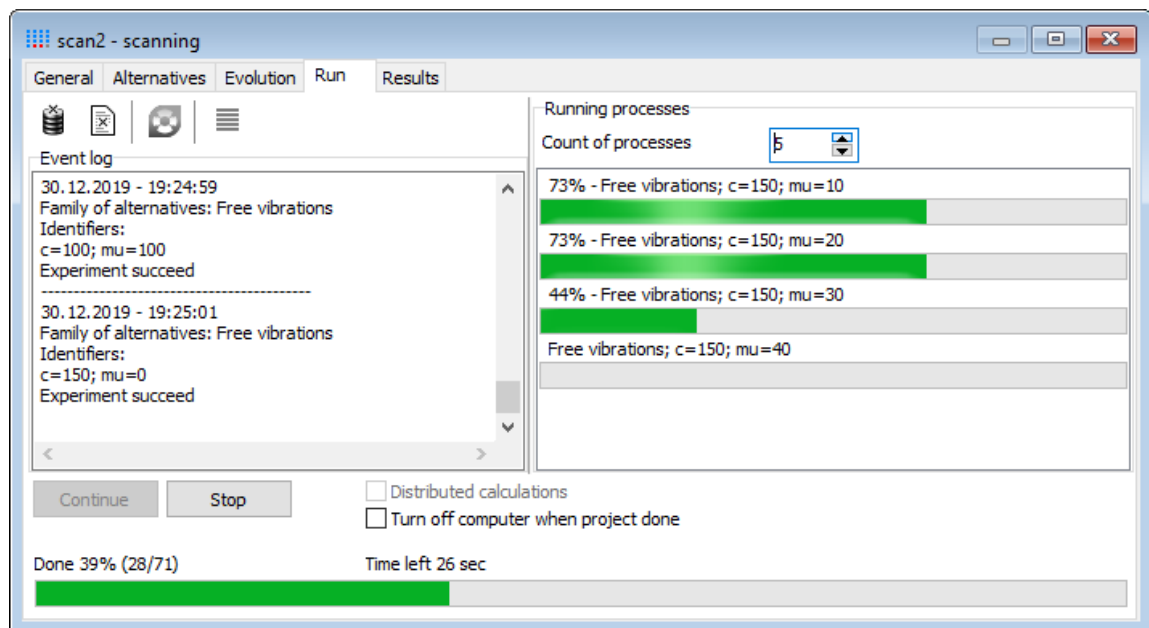 scan2 - scanning
General Alternatives Evolution Run Results
Event log
30.12.2019 - 19:24:59
Family of alternatives: Free vibrations
Identifiers:
c=100; mu=100
Experiment succeed
-------------------------------------------
30.12.2019 - 19:25:01
Family of alternatives: Free vibrations
Identifiers:
c=150; mu=0
Experiment succeed
Running processes
Count of processes 5
73% - Free vibrations; c=150; mu=10
73% - Free vibrations; c=150; mu=20
44% - Free vibrations; c=150; mu=30
Free vibrations; c=150; mu=40
Continue Stop
Distributed calculations
Turn off computer when project done
Done 39% (28/71) Time left 26 sec